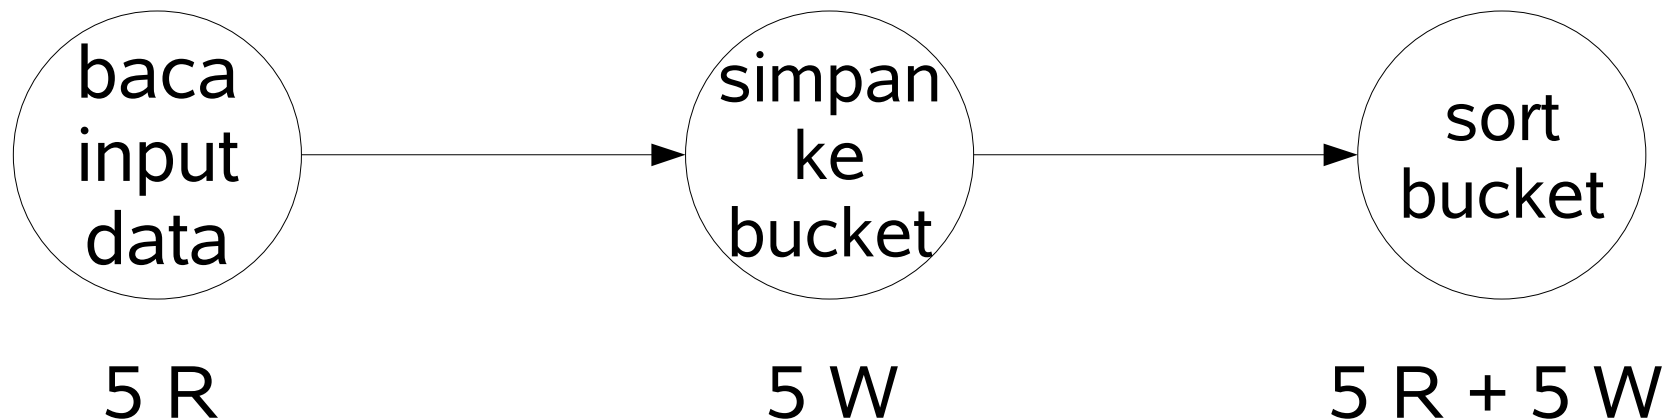 baca
input
data
simpan
ke
bucket
sort
bucket
5 R
5 W
5 R + 5 W